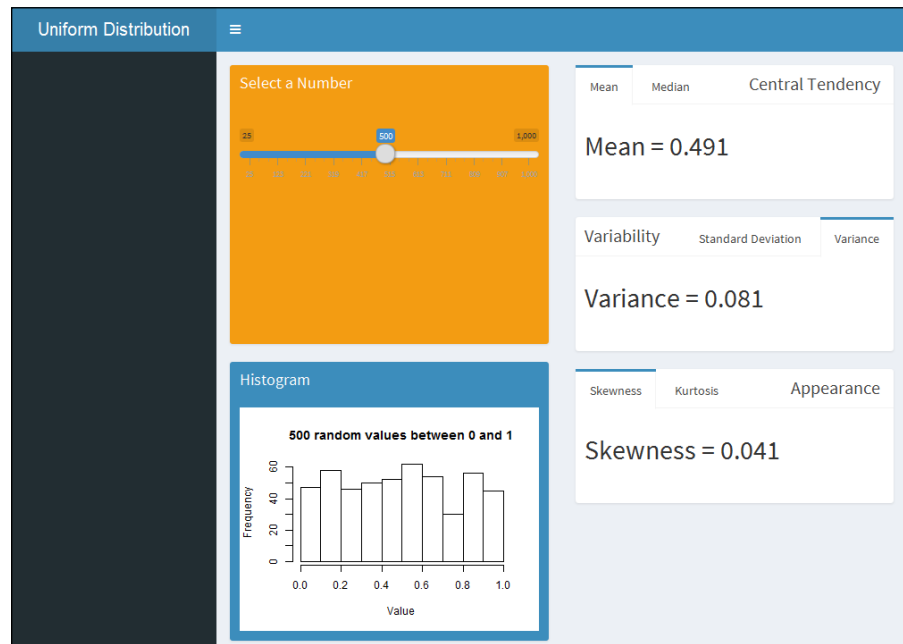 Uniform Distribution
Select a Number
25 500 1,000
Histogram
500 random values between 0 and 1
60
40
20
0
Frequency
0.0 0.2 0.4 0.6 0.8 1.0
Value
Mean Median Central Tendency
Mean = 0.491
Variability Standard Deviation Variance
Variance = 0.081
Skewness Kurtosis Appearance
Skewness = 0.041